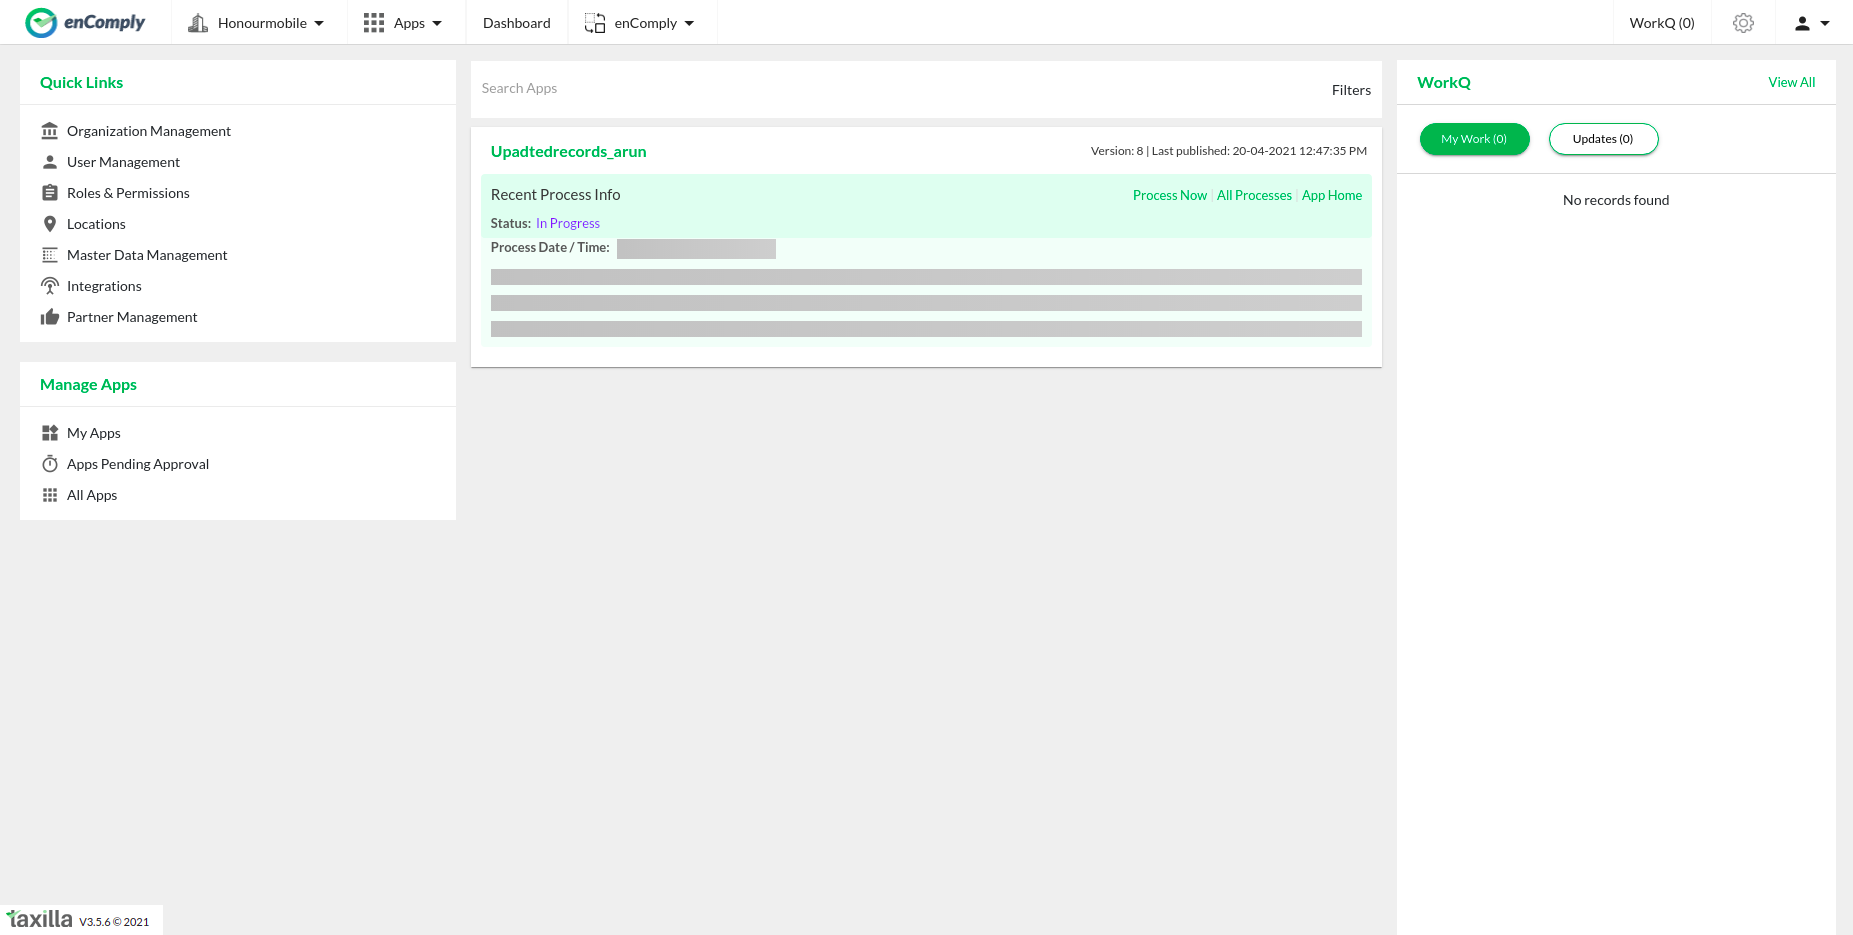 enComply
Honourmobile
Apps
Dashboard
enComply
WorkQ (0)
Quick Links
Organization Management
User Management
Roles & Permissions
Locations
Master Data Management
Integrations
Partner Management
Manage Apps
My Apps
Apps Pending Approval
All Apps
Search Apps
Filters
Upadtedrecords_arun
Version: 8 | Last published: 20-04-2021 12:47:35 PM
Recent Process Info
Process Now | All Processes | App Home
Status: In Progress
Process Date / Time:
WorkQ
View All
My Work (0)
Updates (0)
No records found
taxilla V3.5.6 © 2021